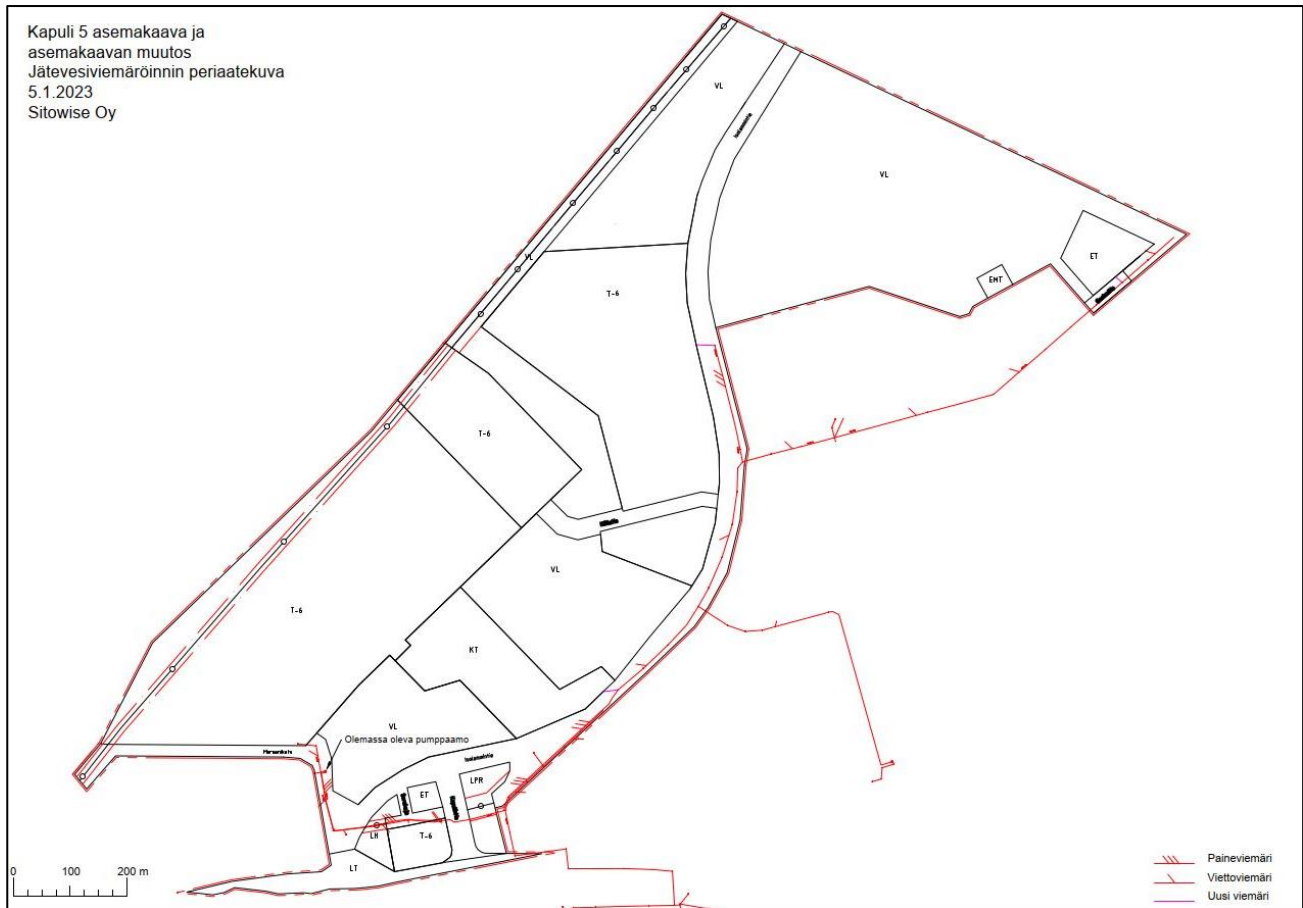 Kapuli 5 asemakaava ja
asemakaavan muutos
Jätevesiviemäröinnin periaatekuva
5.1.2023
Sitowise Oy
VL
VL
ET
EMT
VL
T-6
T-6
VL
T-6
KT
VL
Olemassa oleva pumppaamo
LPR
ET
LH
T-6
LT
0
100
200 m
Paineviemäri
Viettoviemäri
Uusi viemäri